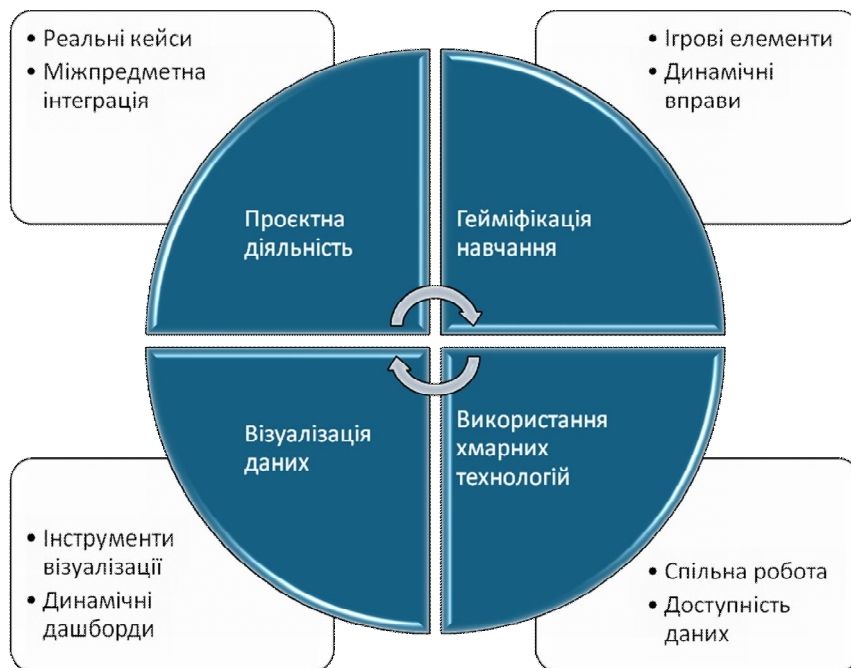 • Реальні кейси
• Міжпредметна
інтеграція
• Ігрові елементи
• Динамічні
вправи
Проєктна
діяльність
Гейміфікація
навчання
Візуалізація
даних
Використання
хмарних
технологій
• Інструменти
візуалізації
• Динамічні
дашборди
• Спільна робота
• Доступність
даних